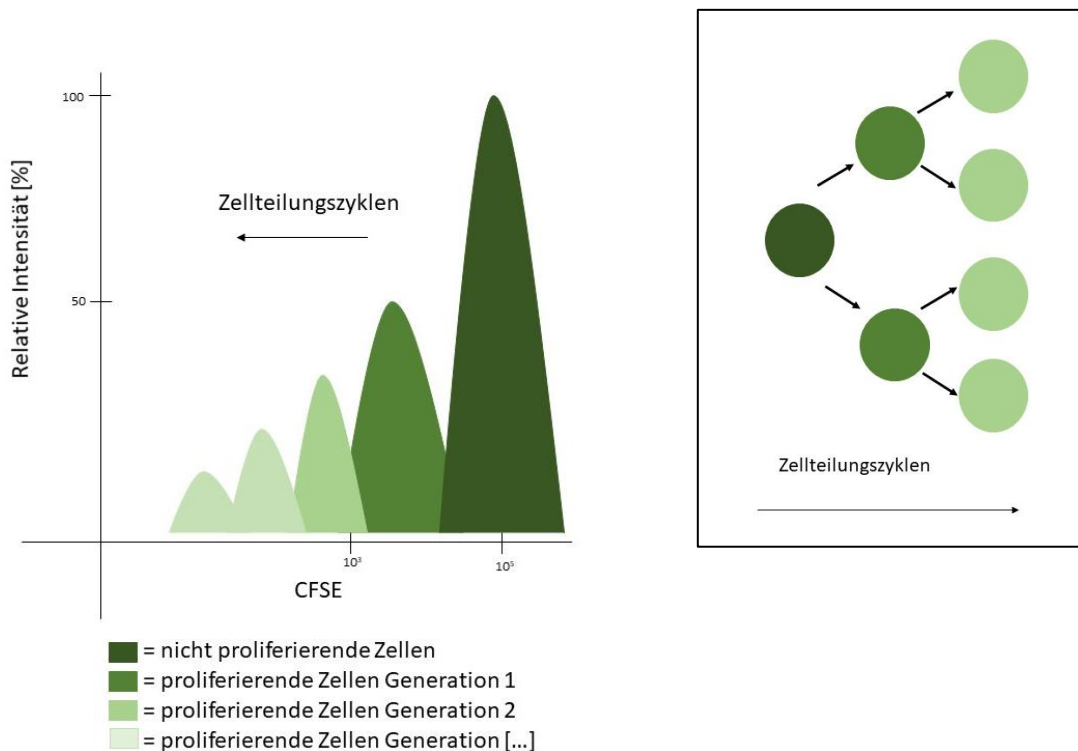 100
Relative Intensität [%]
Zellteilungszyklen
50
10³
10⁵
CFSE
= nicht proliferierende Zellen
= proliferierende Zellen Generation 1
= proliferierende Zellen Generation 2
= proliferierende Zellen Generation [...]
Zellteilungszyklen